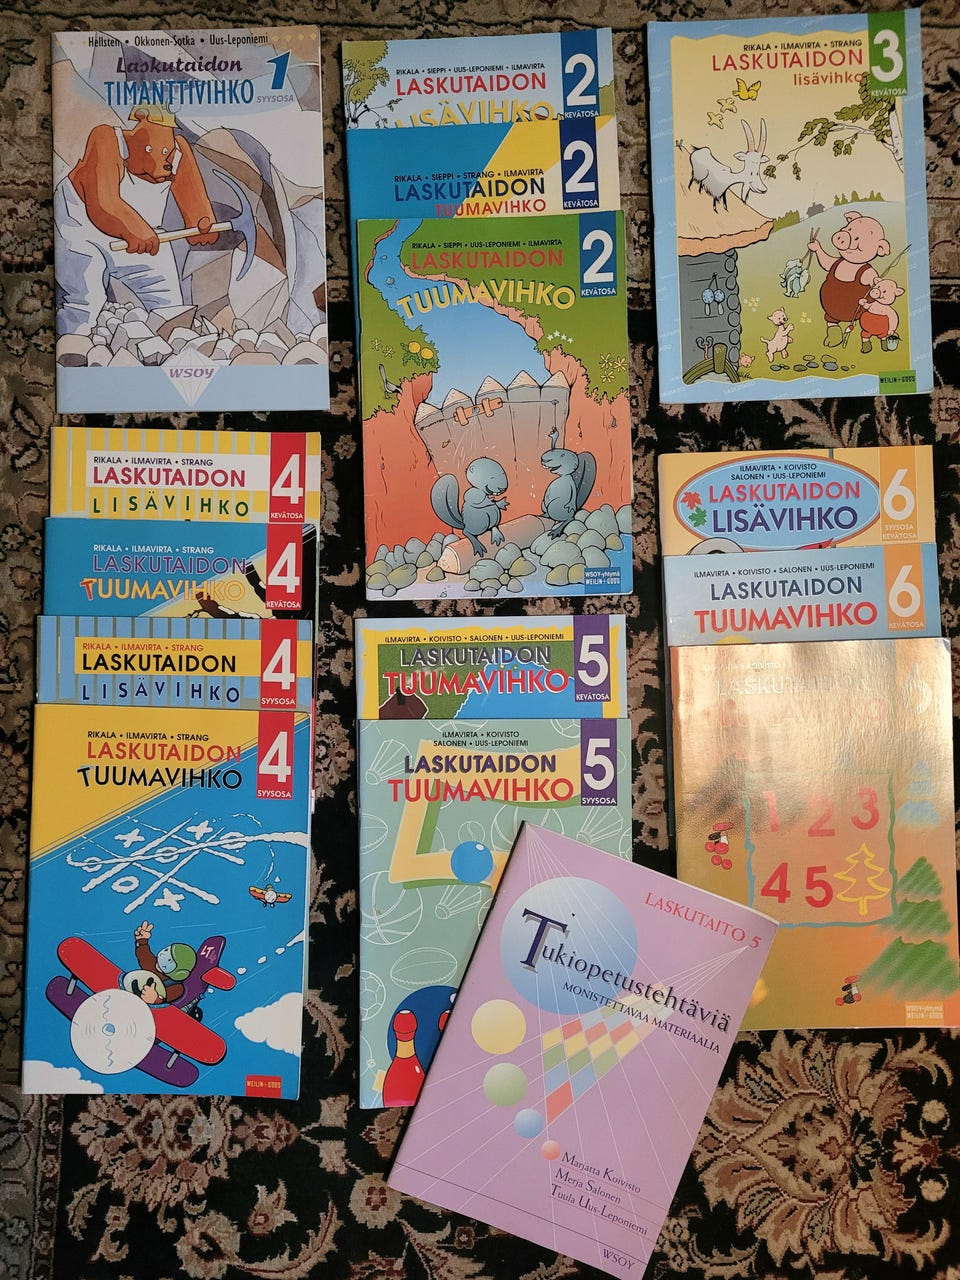 Hellsten • Okkonen-Sotka • Uus-Leponiemi
Laskutaidon 1
TIMANTTIVIHKO SYYSOSA
WSOY
RIKALA • SIEPPI • UUS-LEPONIEMI • ILMAVIRTA
LASKUTAIDON 2
LISÄVIHKO KEVÄTOSA
RIKALA • SIEPPI • STRANG • ILMAVIRTA
LASKUTAIDON 2
TUUMAVIHKO KEVÄTOSA
RIKALA • SIEPPI • UUS-LEPONIEMI • ILMAVIRTA
LASKUTAIDON 2
TUUMAVIHKO KEVÄTOSA
WSOY-yhtymä
WEILIN+GÖÖS
RIKALA • ILMAVIRTA • STRANG
LASKUTAIDON 3
lisävihko KEVÄTOSA
WEILIN+GÖÖS
RIKALA • ILMAVIRTA • STRANG
LASKUTAIDON 4
LISÄVIHKO KEVÄTOSA
RIKALA • ILMAVIRTA • STRANG
LASKUTAIDON 4
TUUMAVIHKO KEVÄTOSA
RIKALA • ILMAVIRTA • STRANG
LASKUTAIDON 4
LISÄVIHKO SYYSOSA
RIKALA • ILMAVIRTA • STRANG
LASKUTAIDON 4
TUUMAVIHKO SYYSOSA
LT
WEILIN+GÖÖS
ILMAVIRTA • KOIVISTO • SALONEN • UUS-LEPONIEMI
LASKUTAIDON 5
TUUMAVIHKO KEVÄTOSA
ILMAVIRTA • KOIVISTO
SALONEN • UUS-LEPONIEMI
LASKUTAIDON 5
TUUMAVIHKO SYYSOSA
ILMAVIRTA • KOIVISTO
SALONEN • UUS-LEPONIEMI
LASKUTAIDON 6
LISÄVIHKO SYYSOSA
KEVÄTOSA
ILMAVIRTA • KOIVISTO • SALONEN • UUS-LEPONIEMI
LASKUTAIDON 6
TUUMAVIHKO KEVÄTOSA
KOIVISTO
1 2 3
4 5
WSOY-yhtymä
WEILIN+GÖÖS
LASKUTAITO 5
Tukiopetustehtäviä
MONISTETTAVAA MATERIAALIA
Marjatta Koivisto
Merja Salonen
Tuula Uus-Leponiemi
WSOY